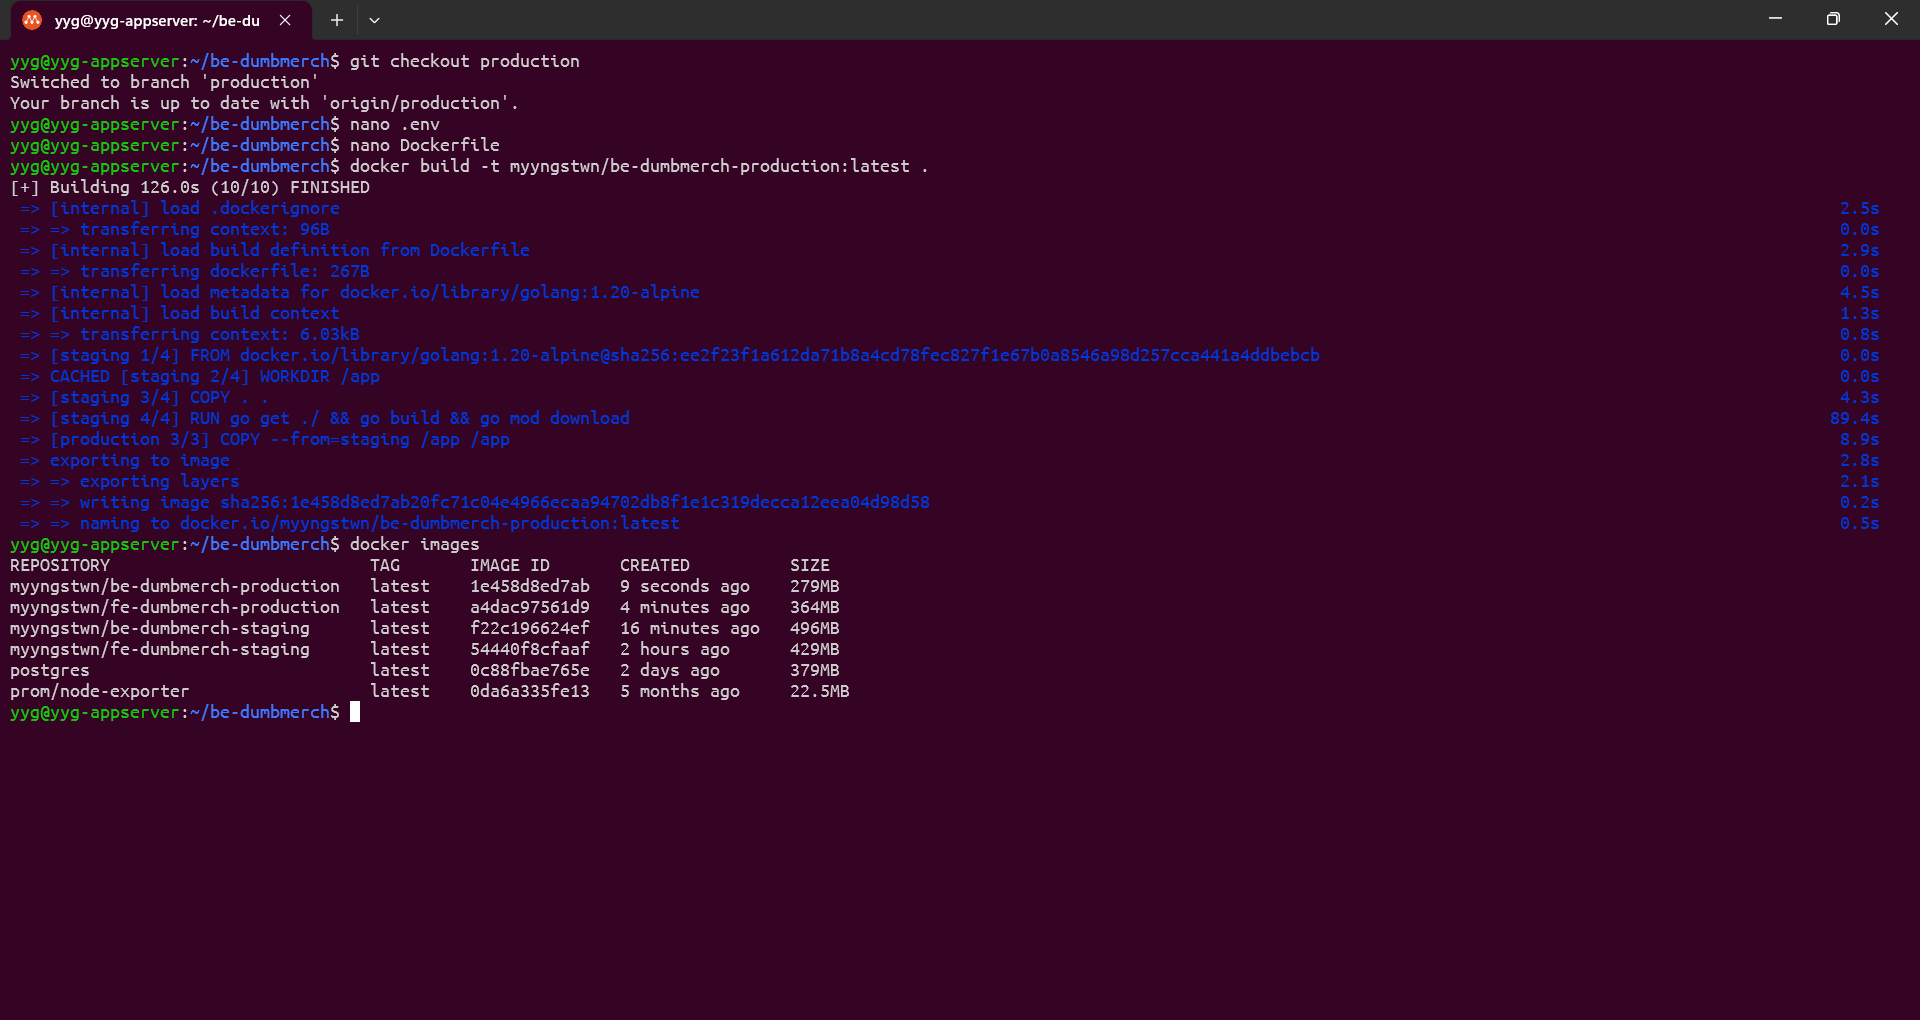 yyg@yyg-appserver: ~/be-du
yyg@yyg-appserver:~/be-dumbmerch$ git checkout production
Switched to branch 'production'
Your branch is up to date with 'origin/production'.
yyg@yyg-appserver:~/be-dumbmerch$ nano .env
yyg@yyg-appserver:~/be-dumbmerch$ nano Dockerfile
yyg@yyg-appserver:~/be-dumbmerch$ docker build -t myyngstwn/be-dumbmerch-production:latest .
[+] Building 126.0s (10/10) FINISHED
=> [internal] load .dockerignore 2.5s
=> => transferring context: 96B 0.0s
=> [internal] load build definition from Dockerfile 2.9s
=> => transferring dockerfile: 267B 0.0s
=> [internal] load metadata for docker.io/library/golang:1.20-alpine 4.5s
=> [internal] load build context 1.3s
=> => transferring context: 6.03kB 0.8s
=> [staging 1/4] FROM docker.io/library/golang:1.20-alpine@sha256:ee2f23f1a612da71b8a4cd78fec827f1e67b0a8546a98d257cca441a4ddbebcb 0.0s
=> CACHED [staging 2/4] WORKDIR /app 0.0s
=> [staging 3/4] COPY . . 4.3s
=> [staging 4/4] RUN go get ./ && go build && go mod download 89.4s
=> [production 3/3] COPY --from=staging /app /app 8.9s
=> exporting to image 2.8s
=> => exporting layers 2.1s
=> => writing image sha256:1e458d8ed7ab20fc71c04e4966ecaa94702db8f1e1c319decca12eea04d98d58 0.2s
=> => naming to docker.io/myyngstwn/be-dumbmerch-production:latest 0.5s
yyg@yyg-appserver:~/be-dumbmerch$ docker images
REPOSITORY TAG IMAGE ID CREATED SIZE
myyngstwn/be-dumbmerch-production latest 1e458d8ed7ab 9 seconds ago 279MB
myyngstwn/fe-dumbmerch-production latest a4dac97561d9 4 minutes ago 364MB
myyngstwn/be-dumbmerch-staging latest f22c196624ef 16 minutes ago 496MB
myyngstwn/fe-dumbmerch-staging latest 54440f8cfaaf 2 hours ago 429MB
postgres latest 0c88fbae765e 2 days ago 379MB
prom/node-exporter latest 0da6a335fe13 5 months ago 22.5MB
yyg@yyg-appserver:~/be-dumbmerch$